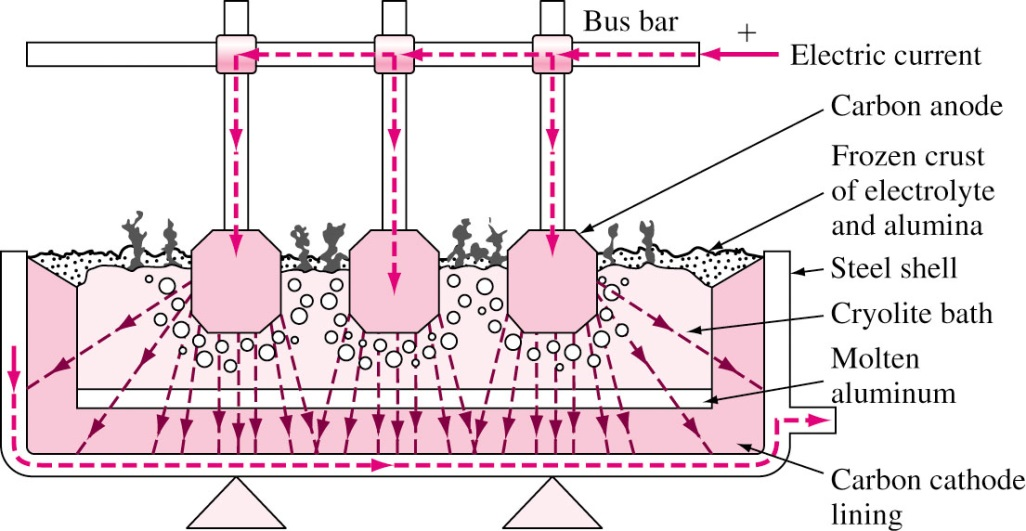 Bus bar
+
Electric current
Carbon anode
Frozen crust
of electrolyte
and alumina
Steel shell
Cryolite bath
Molten
aluminum
Carbon cathode
lining